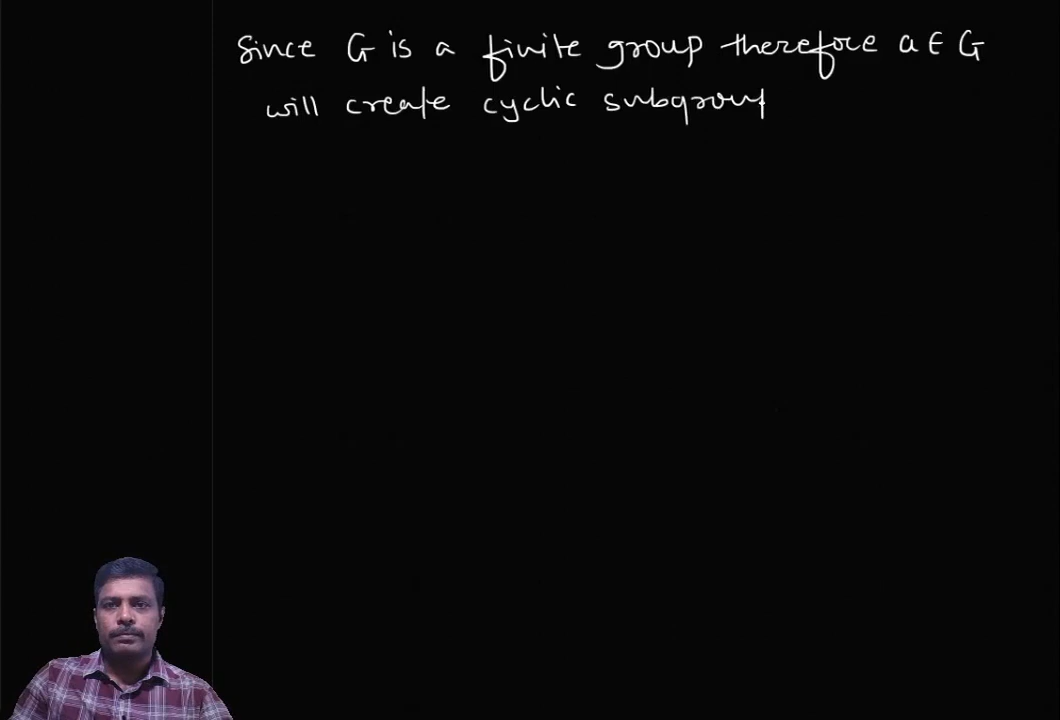 Since G is a finite group therefore a ∈ G
will create cyclic subgroup